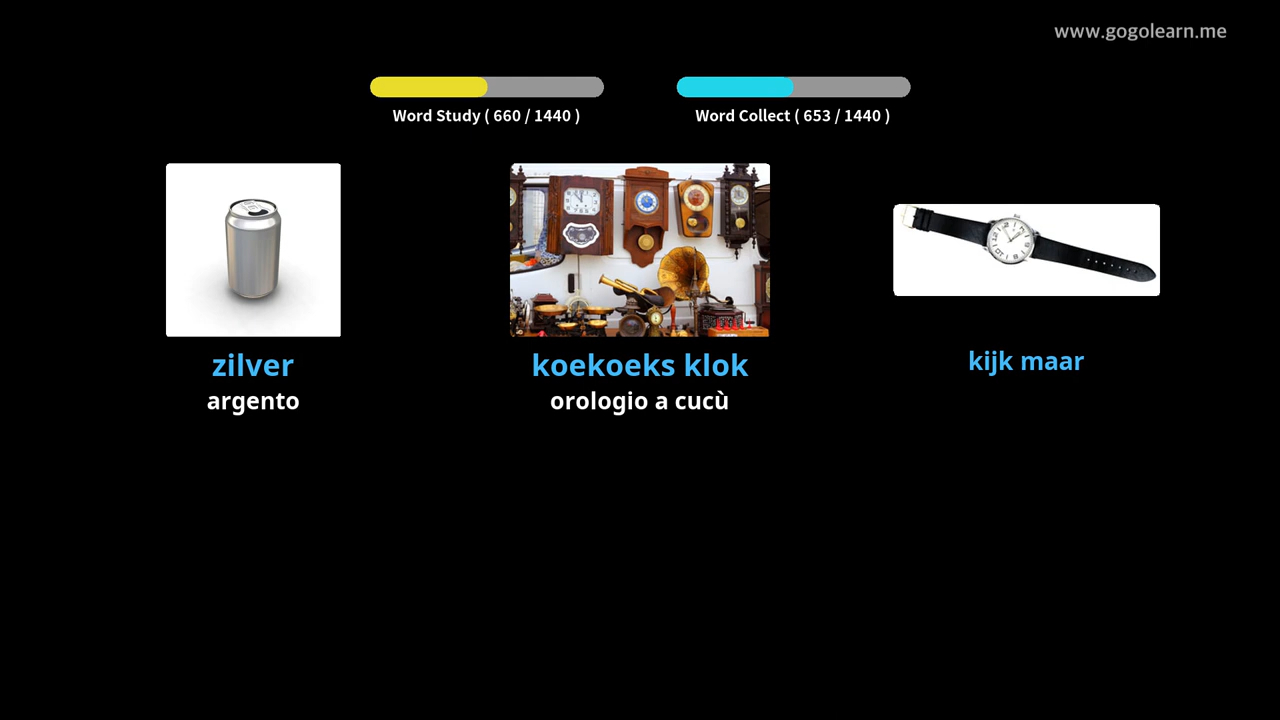 www.gogolearn.me
Word Study ( 660 / 1440 )
Word Collect ( 653 / 1440 )
zilver
argento
koekoeks klok
orologio a cucù
kijk maar